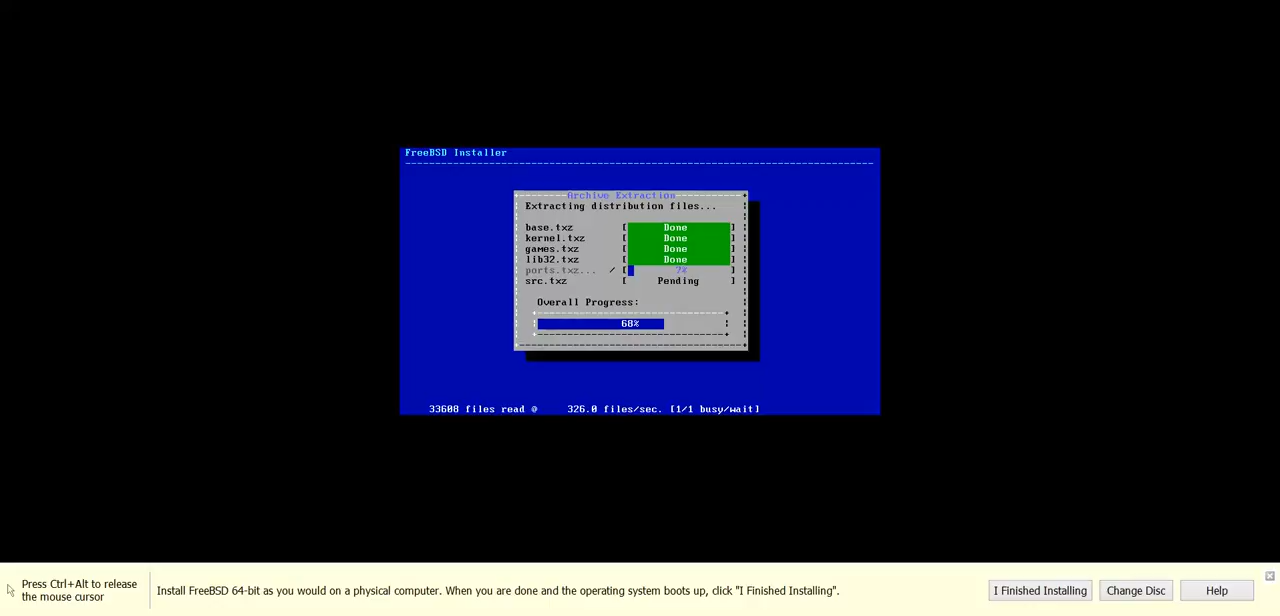 FreeBSD Installer
Archive Extraction
Extracting distribution files...
base.txz [ Done ]
kernel.txz [ Done ]
games.txz [ Done ]
lib32.txz [ Done ]
ports.txz... / [ 7% ]
src.txz [ Pending ]
Overall Progress:
68%
33608 files read @ 326.0 files/sec. [1/1 busy/wait]
Press Ctrl+Alt to release
the mouse cursor
Install FreeBSD 64-bit as you would on a physical computer. When you are done and the operating system boots up, click "I Finished Installing".
I Finished Installing
Change Disc
Help